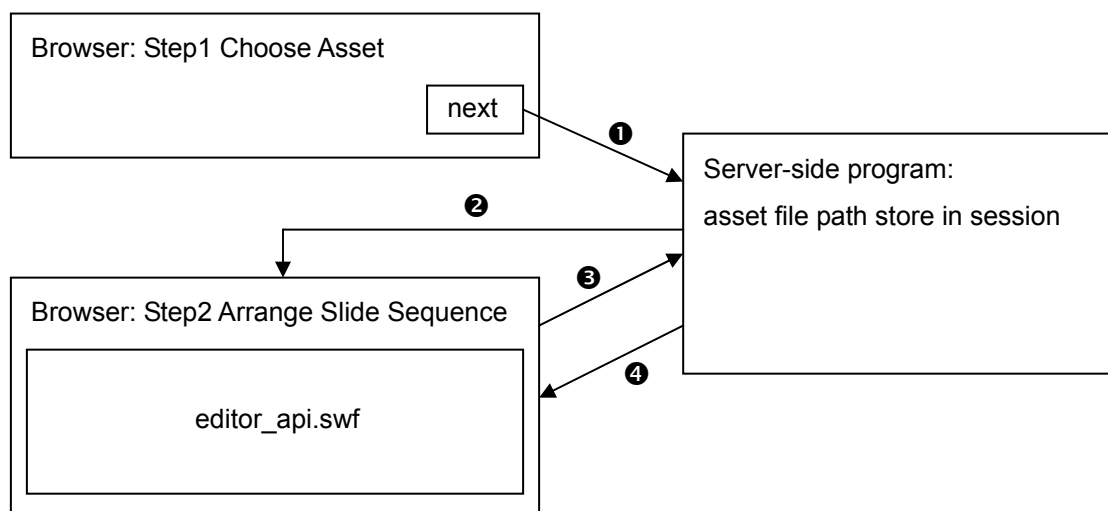 Browser: Step1 Choose Asset
next
❶
Server-side program:
asset file path store in session
❷
❸
Browser: Step2 Arrange Slide Sequence
❹
editor_api.swf